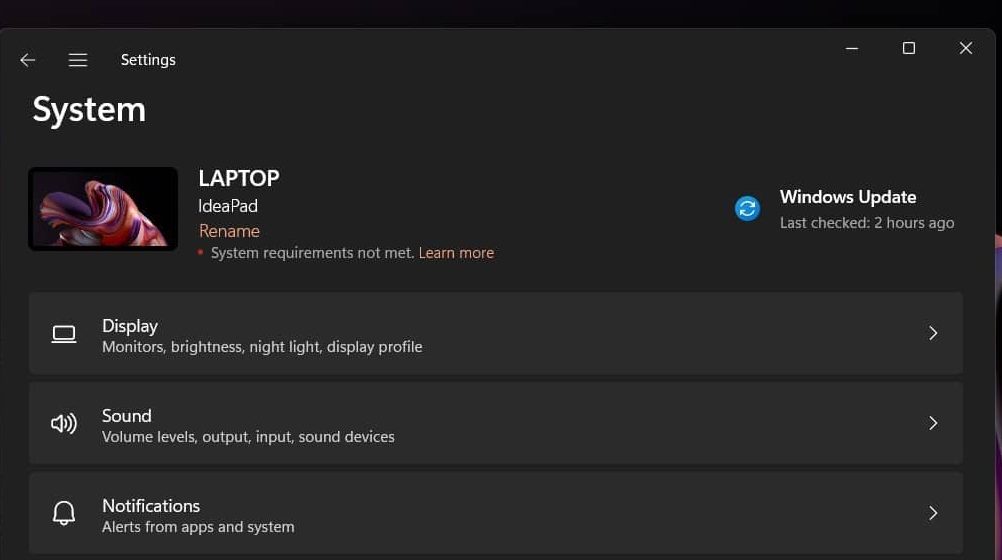 Settings
System
LAPTOP
IdeaPad
Rename
• System requirements not met. Learn more
Windows Update
Last checked: 2 hours ago
Display
Monitors, brightness, night light, display profile
Sound
Volume levels, output, input, sound devices
Notifications
Alerts from apps and system